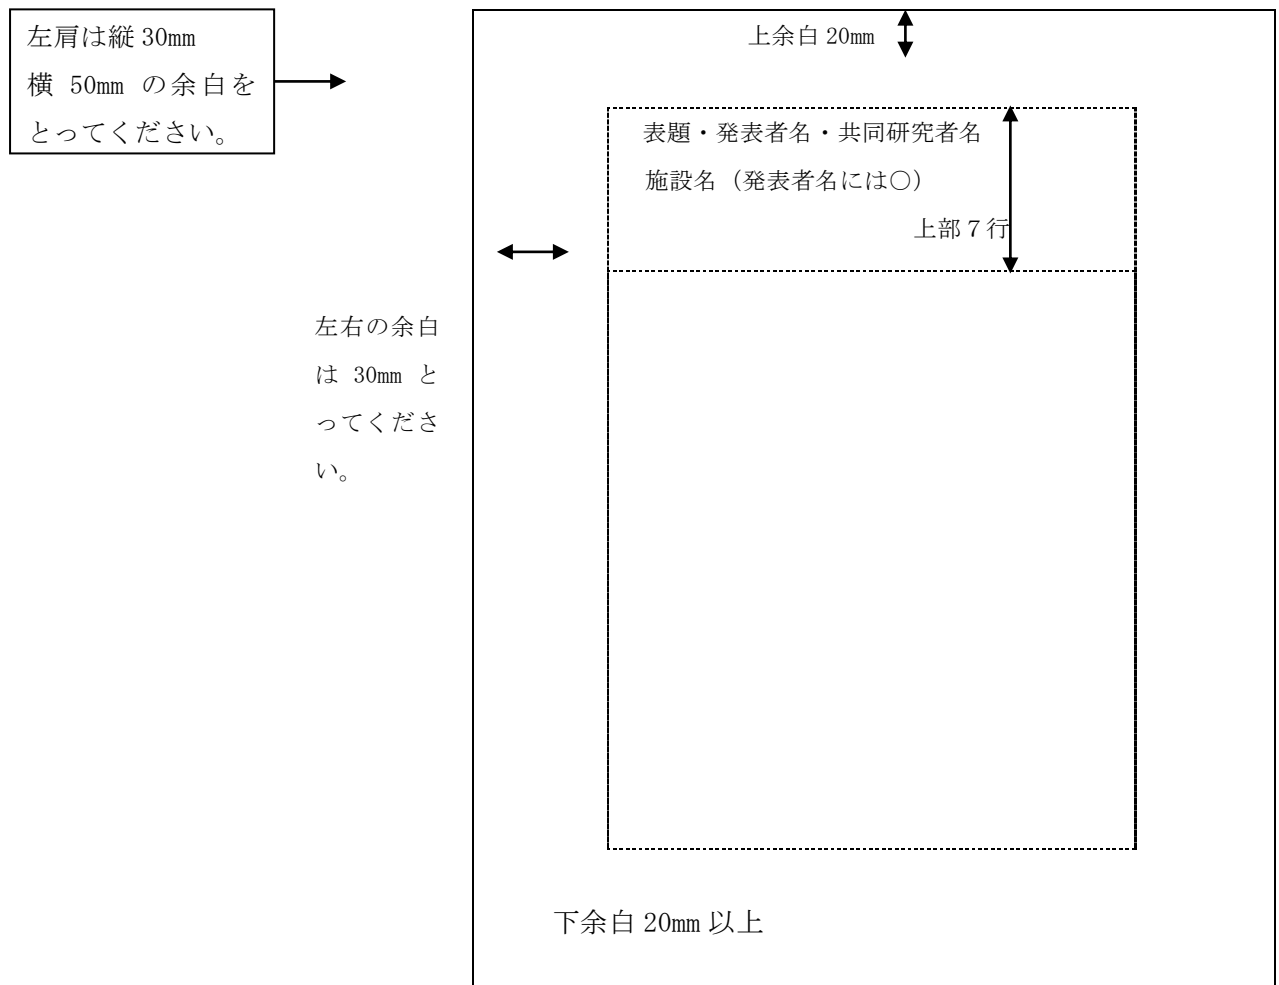 左肩は縦 30mm
横 50mm の余白を
とってください。
上余白 20mm
表題・発表者名・共同研究者名
施設名（発表者名には○）
上部７行
左右の余白
は 30mm と
ってくださ
い。
下余白 20mm 以上